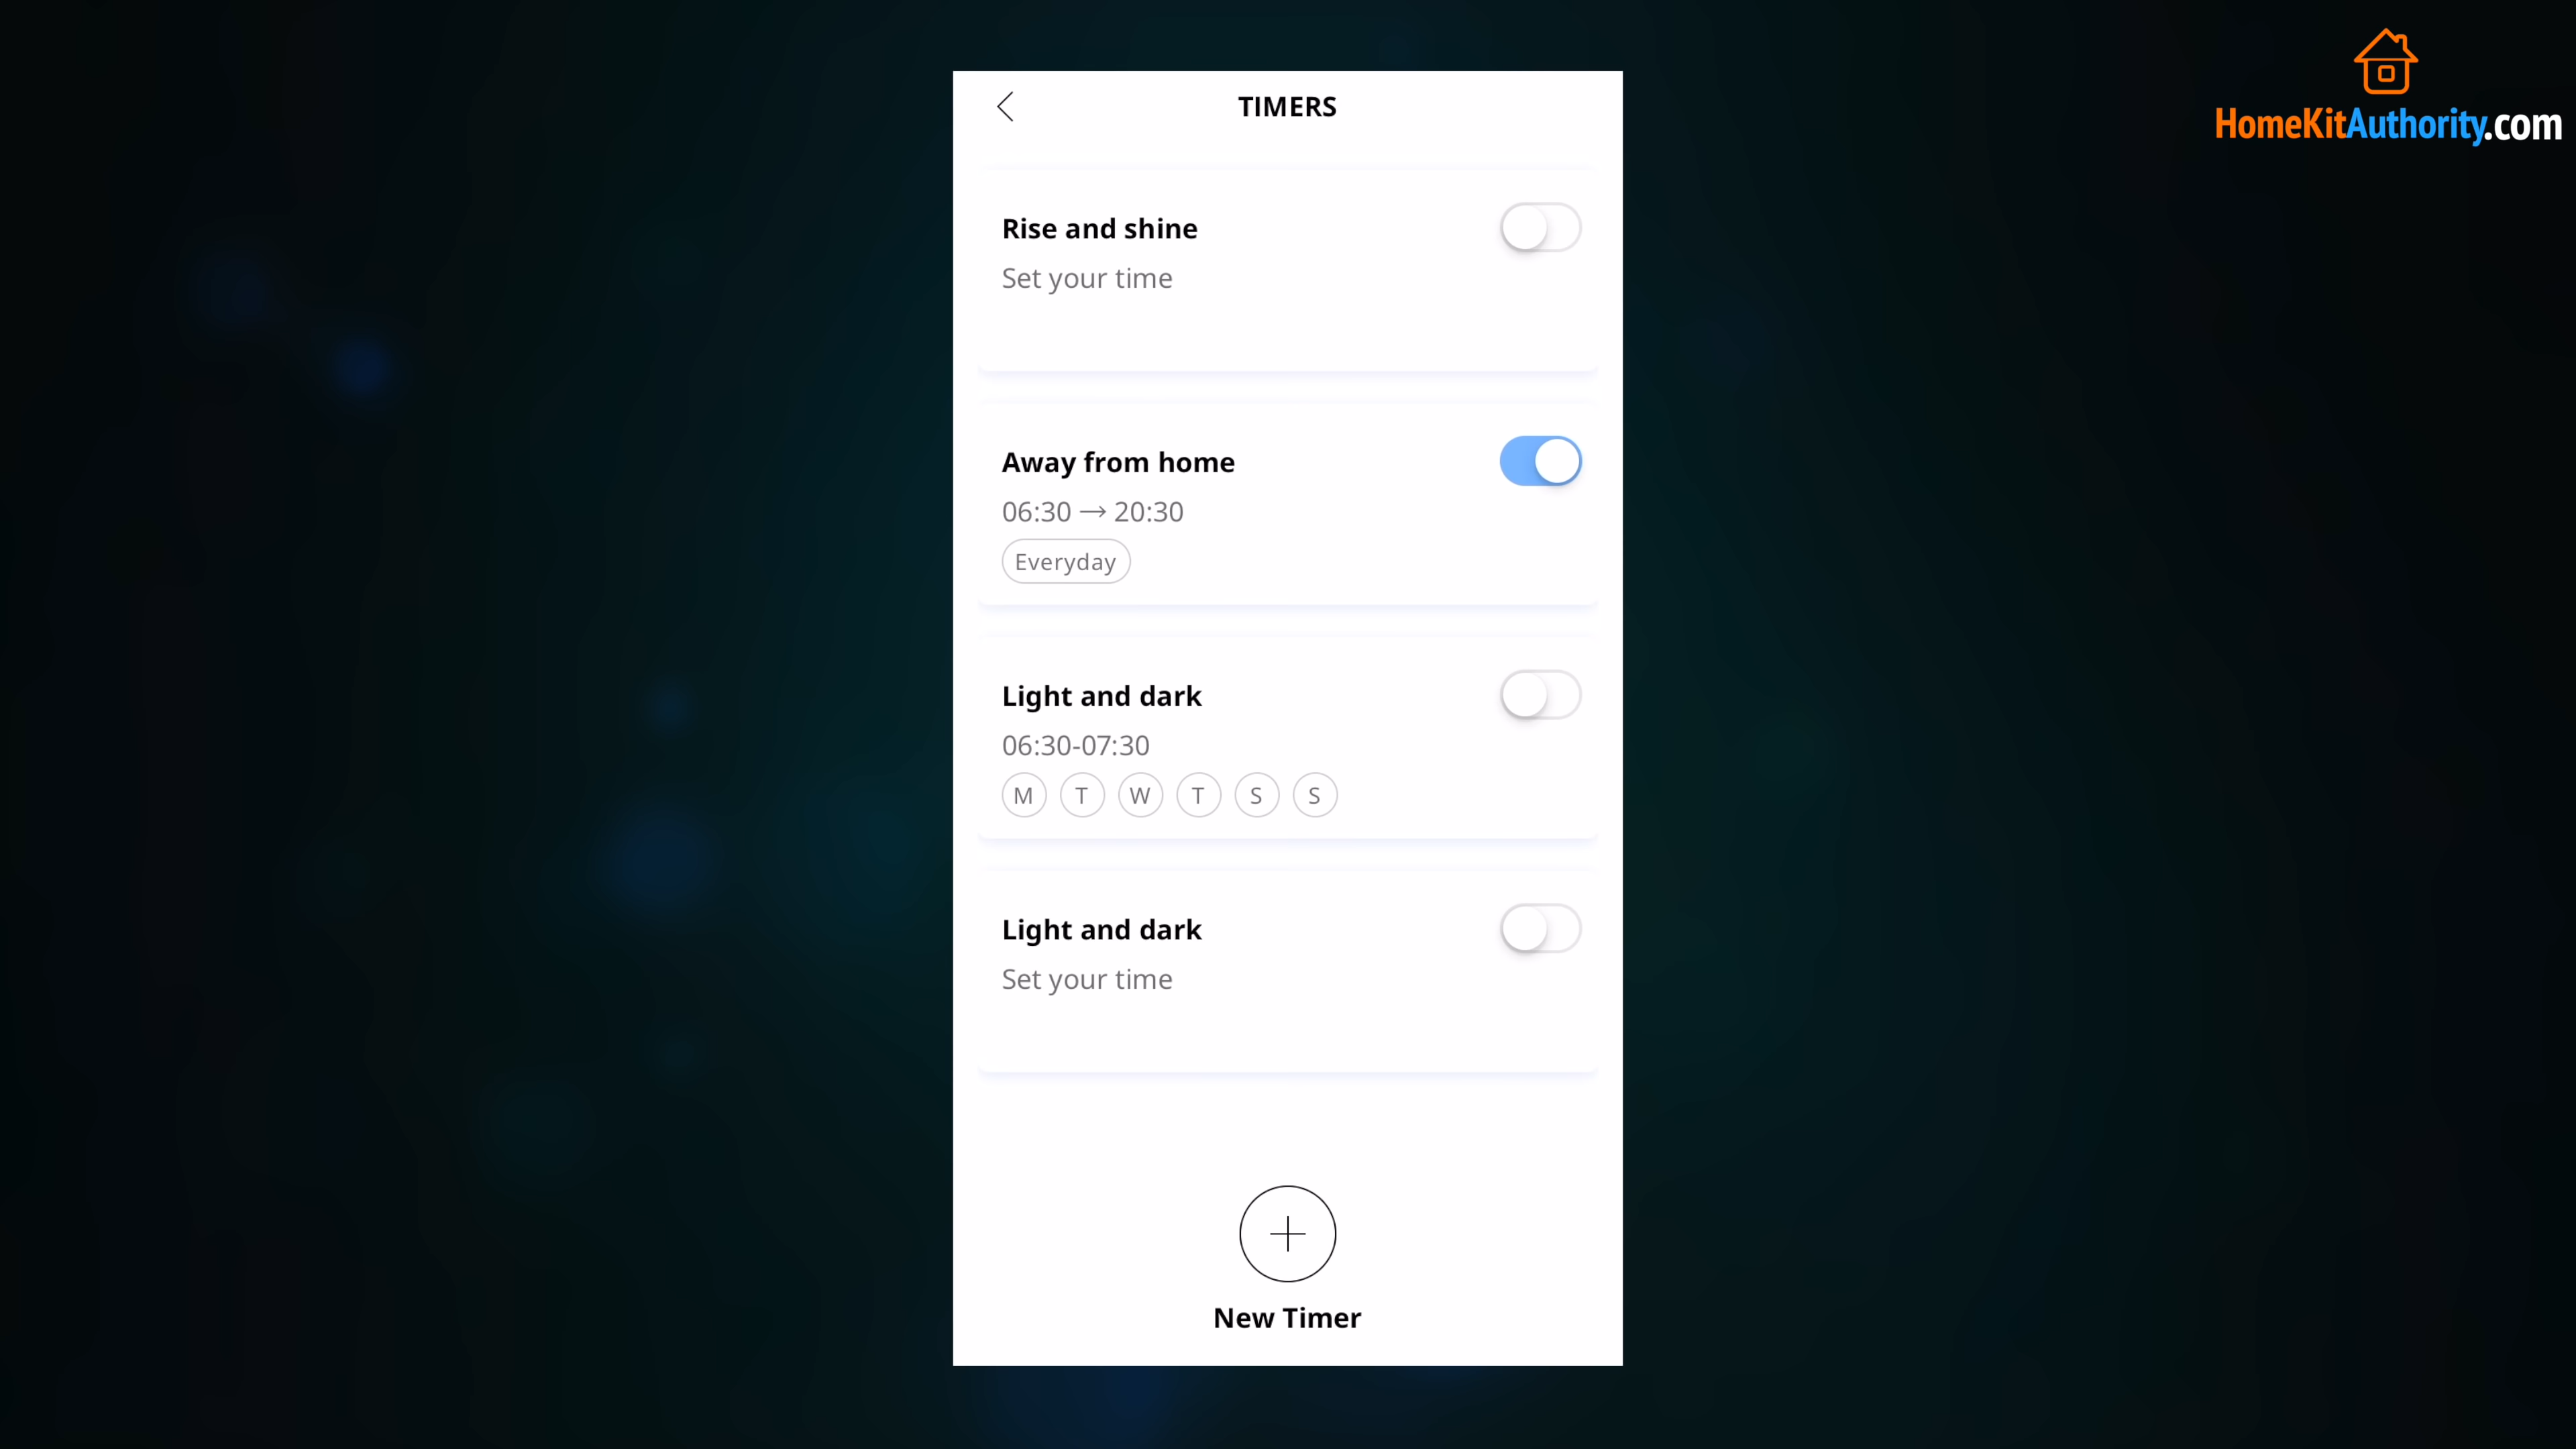 HomeKitAuthority.com
TIMERS
Rise and shine
Set your time
Away from home
06:30 → 20:30
Everyday
Light and dark
06:30-07:30
M T W T S S
Light and dark
Set your time
New Timer